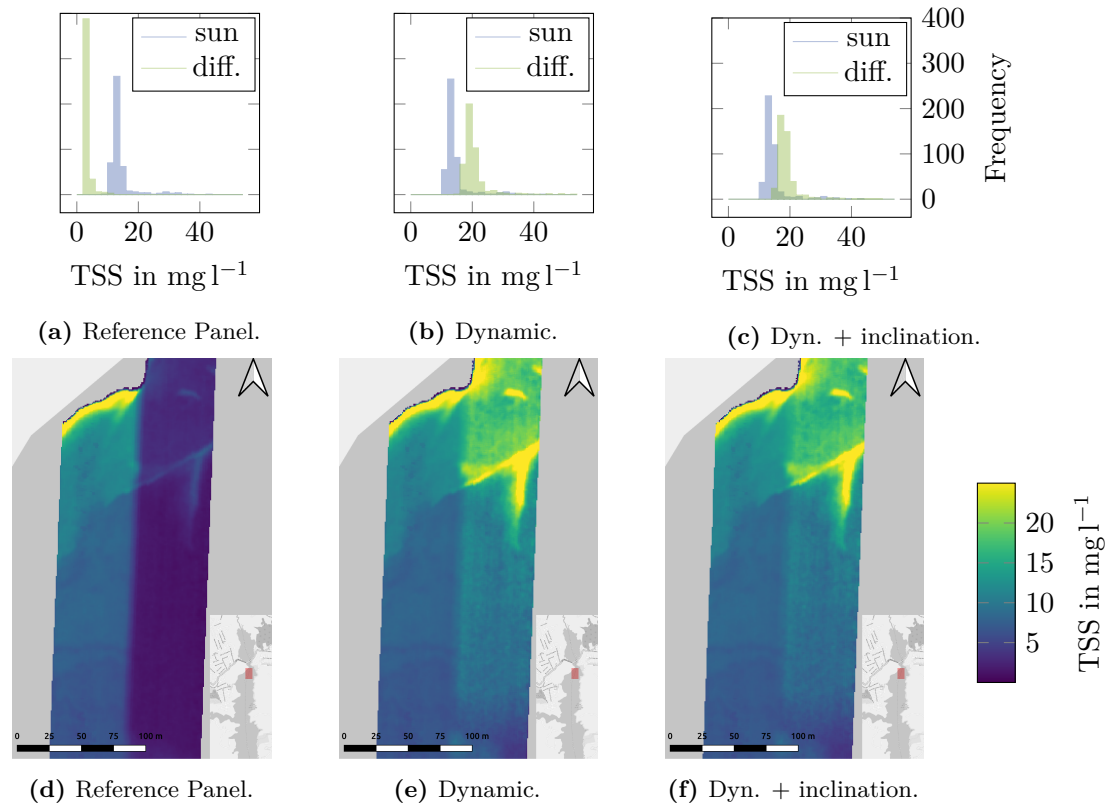 sun
diff.
0 20 40
TSS in mg l⁻¹
(a) Reference Panel.
sun
diff.
0 20 40
TSS in mg l⁻¹
(b) Dynamic.
sun
diff.
400
300
200
100
0
Frequency
0 20 40
TSS in mg l⁻¹
(c) Dyn. + inclination.
0 25 50 75 100 m
(d) Reference Panel.
0 25 50 75 100 m
(e) Dynamic.
0 25 50 75 100 m
(f) Dyn. + inclination.
20
15
10
5
TSS in mg l⁻¹